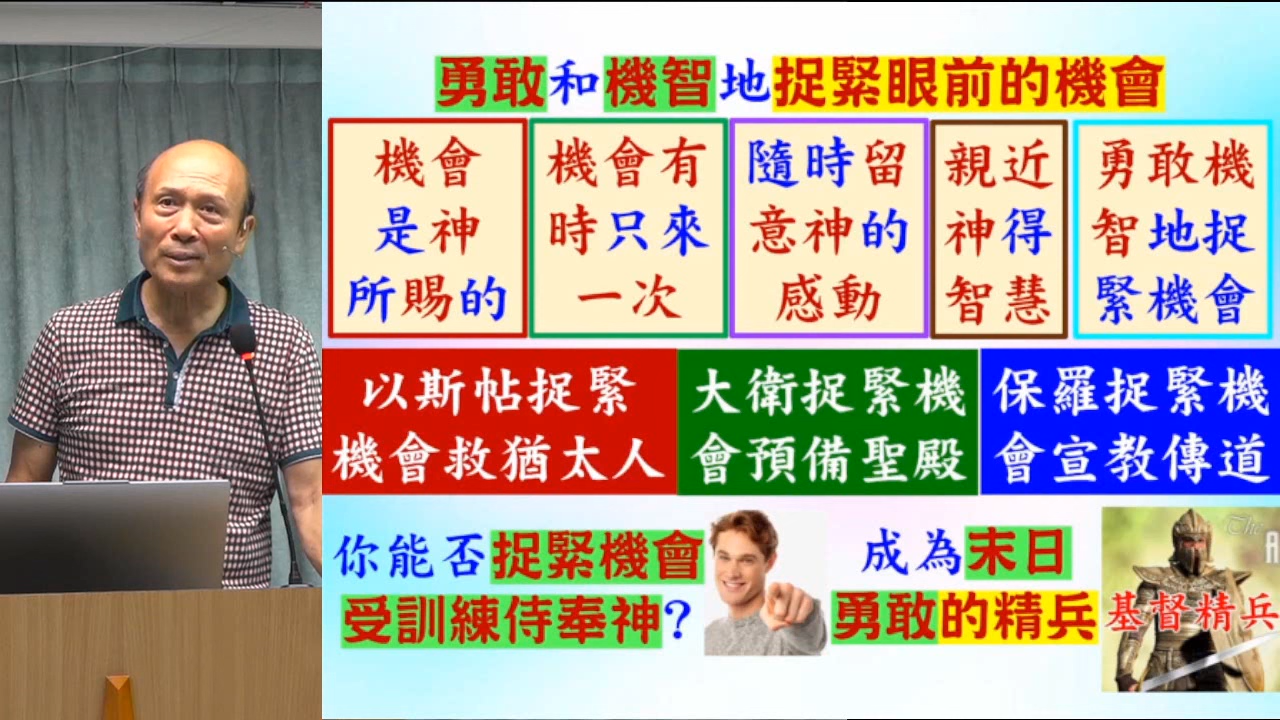 勇敢和機智地捉緊眼前的機會
機會
是神
所賜的
機會有
時只來
一次
隨時留
意神的
感動
親近
神得
智慧
勇敢機
智地捉
緊機會
以斯帖捉緊
機會救猶太人
大衛捉緊機
會預備聖殿
保羅捉緊機
會宣教傳道
你能否捉緊機會
受訓練侍奉神?
成為末日
勇敢的精兵
The
基督精兵